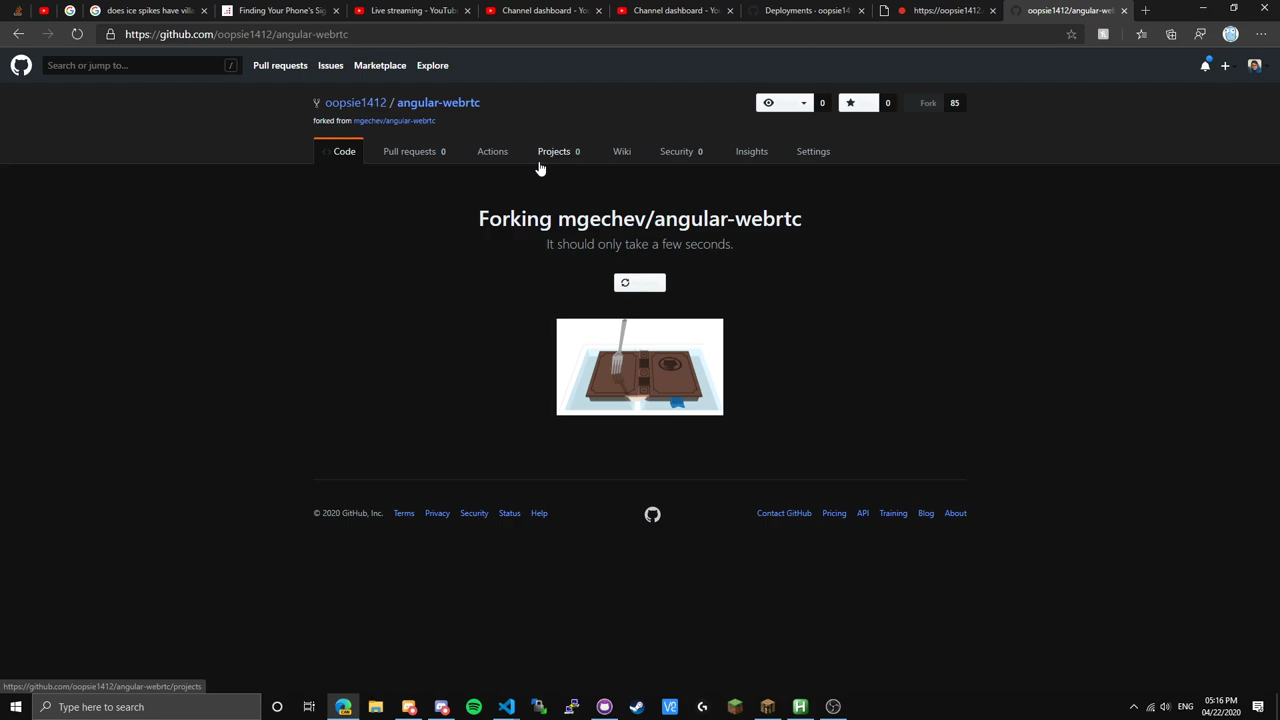 does ice spikes have villa
Finding Your Phone's Sig
Live streaming - YouTube
Channel dashboard - Yo
Channel dashboard - Yo
Deployments - oopsie14
https://oopsie1412.
oopsie1412/angular-web
https://github.com/oopsie1412/angular-webrtc
Search or jump to...
/
Pull requests
Issues
Marketplace
Explore
oopsie1412 / angular-webrtc
0
0
Fork
85
forked from mgechev/angular-webrtc
Code
Pull requests 0
Actions
Projects 0
Wiki
Security 0
Insights
Settings
Forking mgechev/angular-webrtc
It should only take a few seconds.
© 2020 GitHub, Inc.
Terms
Privacy
Security
Status
Help
Contact GitHub
Pricing
API
Training
Blog
About
https://github.com/oopsie1412/angular-webrtc/projects
Type here to search
ENG
05:16 PM
04/22/2020